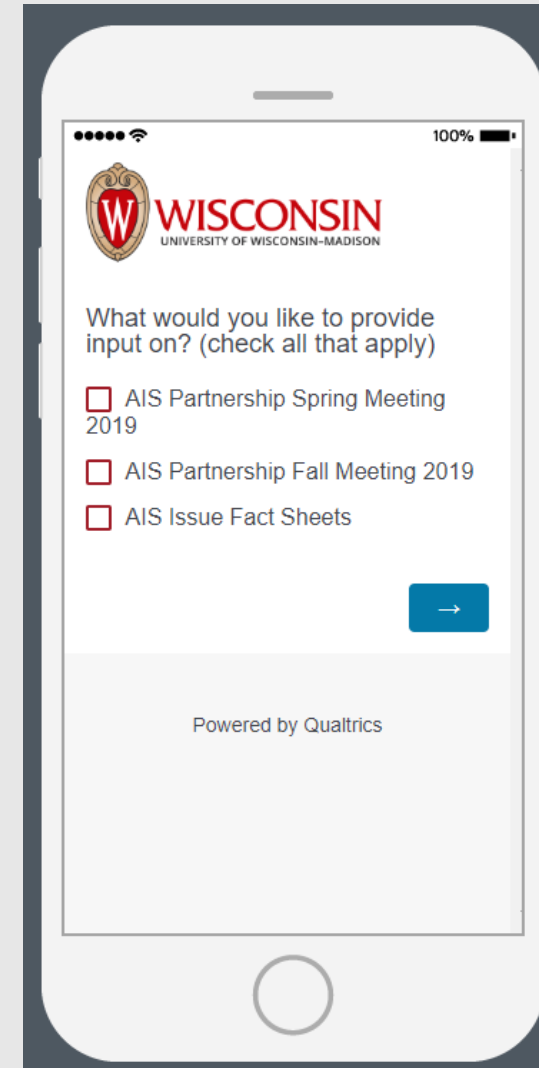 100%
W
WISCONSIN
UNIVERSITY OF WISCONSIN–MADISON
What would you like to provide
input on? (check all that apply)
AIS Partnership Spring Meeting
2019
AIS Partnership Fall Meeting 2019
AIS Issue Fact Sheets
→
Powered by Qualtrics